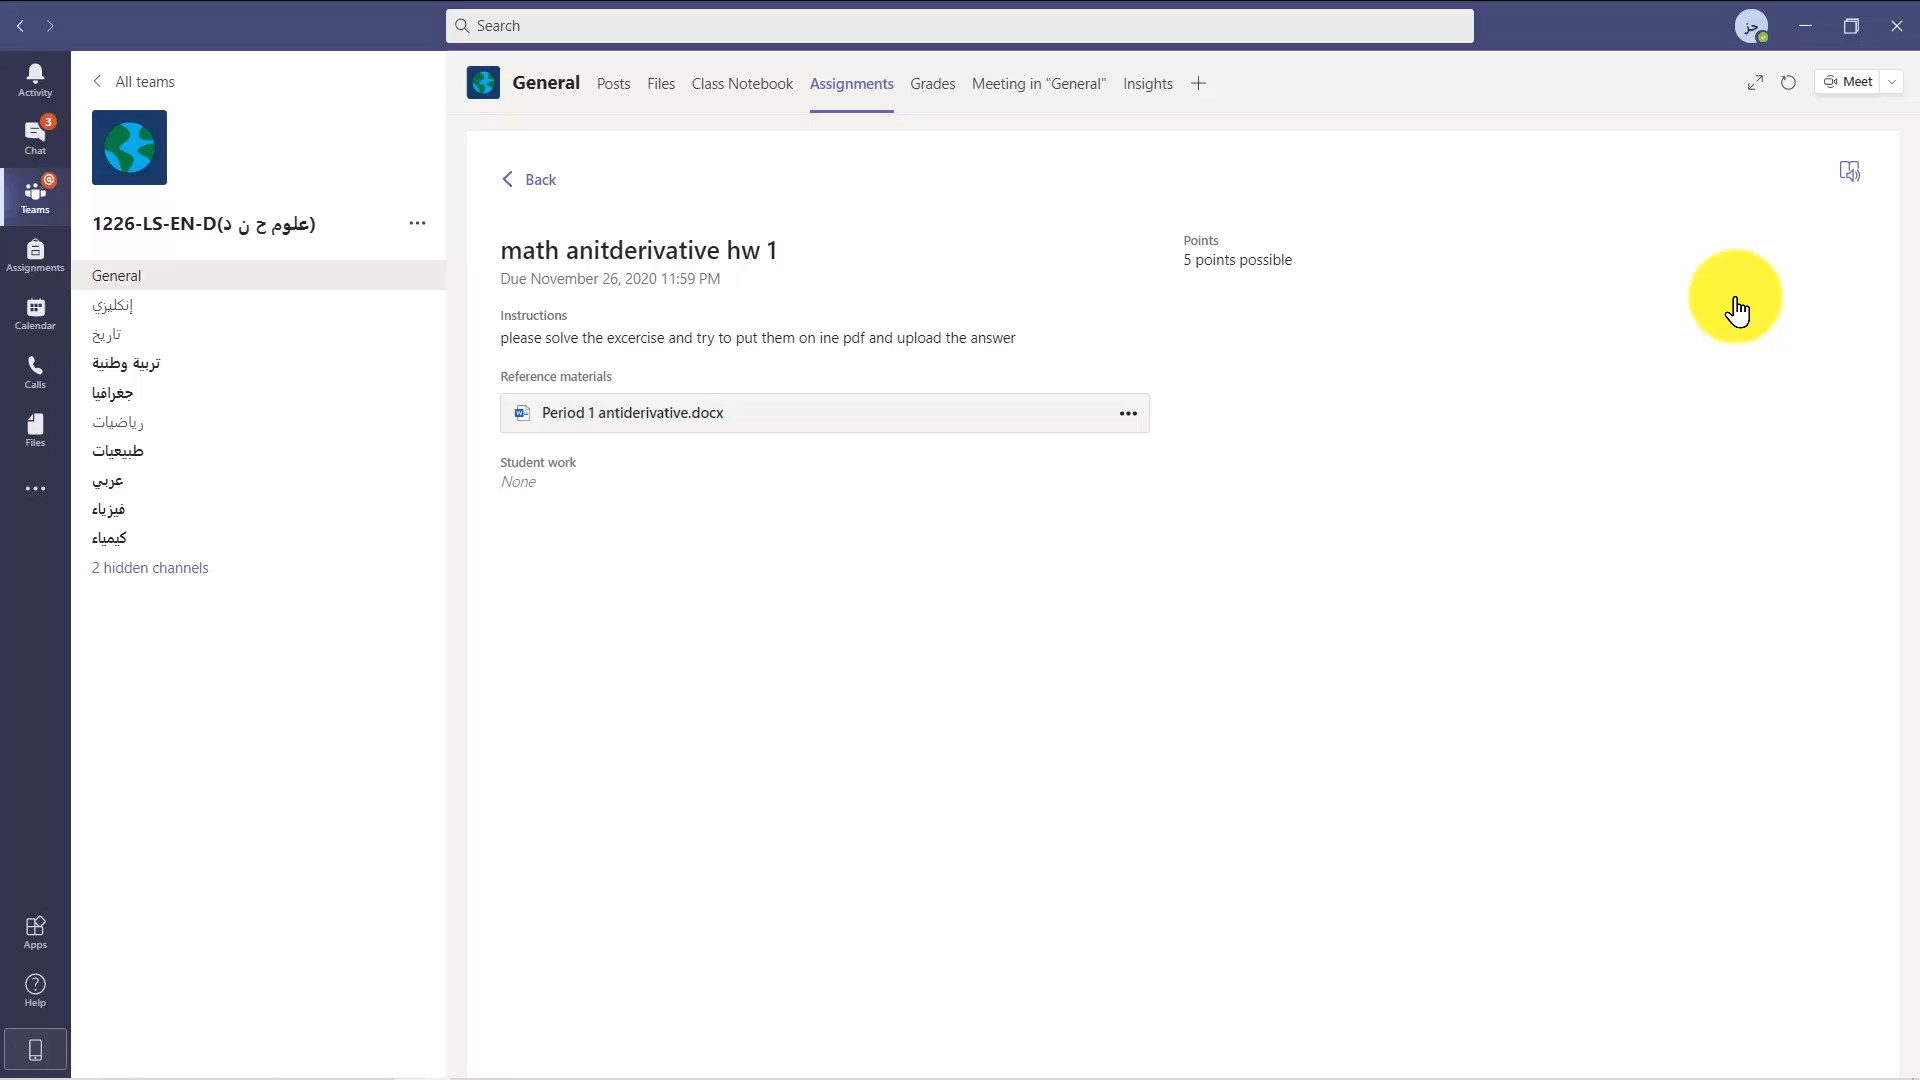 Search
حز
Activity
3
Chat
@
Teams
Assignments
Calendar
Calls
Files
Apps
Help
All teams
1226-LS-EN-D(علوم ح ن د)
General
إنكليزي
تاريخ
تربية وطنية
جغرافيا
رياضيات
طبيعيات
عربي
فيزياء
كيمياء
2 hidden channels
General Posts Files Class Notebook Assignments Grades Meeting in "General" Insights
Meet
Back
math anitderivative hw 1
Due November 26, 2020 11:59 PM
Instructions
please solve the excercise and try to put them on ine pdf and upload the answer
Reference materials
Period 1 antiderivative.docx
Student work
None
Points
5 points possible